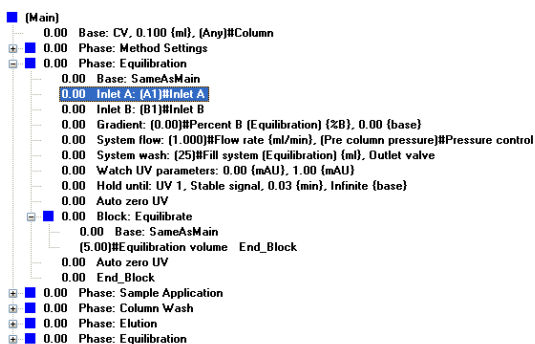 (Main)
0.00 Base: CV, 0.100 {ml}, (Any)#Column
0.00 Phase: Method Settings
0.00 Phase: Equilibration
0.00 Base: SameAsMain
0.00 Inlet A: (A1)#Inlet A
0.00 Inlet B: (B1)#Inlet B
0.00 Gradient: (0.00)#Percent B (Equilibration) {%B}, 0.00 {base}
0.00 System flow: (1.000)#Flow rate {ml/min}, (Pre column pressure)#Pressure control
0.00 System wash: (25)#Fill system (Equilibration) {ml}, Outlet valve
0.00 Watch UV parameters: 0.00 {mAU}, 1.00 {mAU}
0.00 Hold until: UV 1, Stable signal, 0.03 {min}, Infinite {base}
0.00 Auto zero UV
0.00 Block: Equilibrate
0.00 Base: SameAsMain
(5.00)#Equilibration volume End_Block
0.00 Auto zero UV
0.00 End_Block
0.00 Phase: Sample Application
0.00 Phase: Column Wash
0.00 Phase: Elution
0.00 Phase: Equilibration